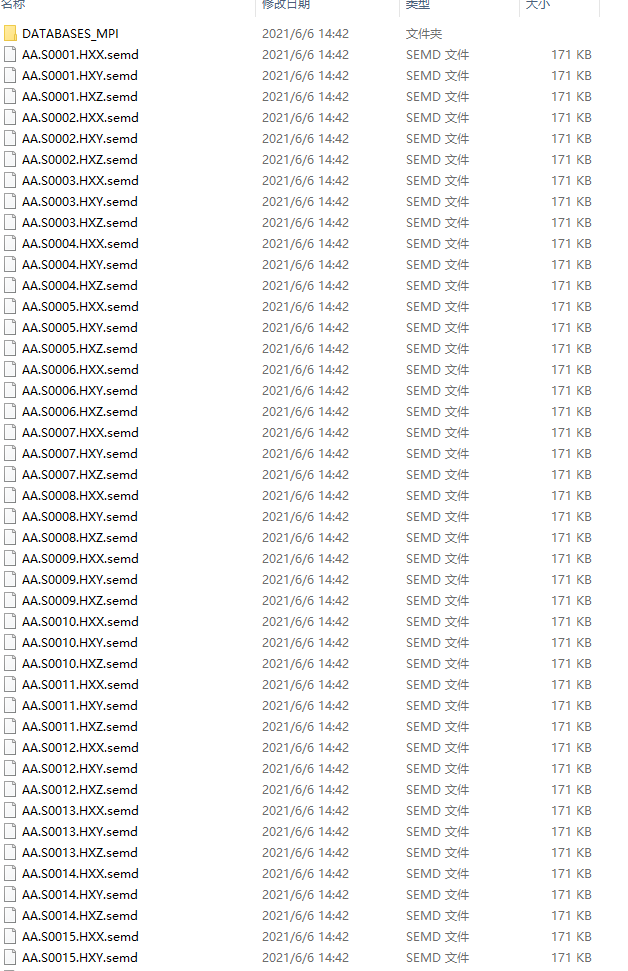 名称 修改日期 类型 大小
DATABASES_MPI 2021/6/6 14:42 文件夹
AA.S0001.HXX.semd 2021/6/6 14:42 SEMD 文件 171 KB
AA.S0001.HXY.semd 2021/6/6 14:42 SEMD 文件 171 KB
AA.S0001.HXZ.semd 2021/6/6 14:42 SEMD 文件 171 KB
AA.S0002.HXX.semd 2021/6/6 14:42 SEMD 文件 171 KB
AA.S0002.HXY.semd 2021/6/6 14:42 SEMD 文件 171 KB
AA.S0002.HXZ.semd 2021/6/6 14:42 SEMD 文件 171 KB
AA.S0003.HXX.semd 2021/6/6 14:42 SEMD 文件 171 KB
AA.S0003.HXY.semd 2021/6/6 14:42 SEMD 文件 171 KB
AA.S0003.HXZ.semd 2021/6/6 14:42 SEMD 文件 171 KB
AA.S0004.HXX.semd 2021/6/6 14:42 SEMD 文件 171 KB
AA.S0004.HXY.semd 2021/6/6 14:42 SEMD 文件 171 KB
AA.S0004.HXZ.semd 2021/6/6 14:42 SEMD 文件 171 KB
AA.S0005.HXX.semd 2021/6/6 14:42 SEMD 文件 171 KB
AA.S0005.HXY.semd 2021/6/6 14:42 SEMD 文件 171 KB
AA.S0005.HXZ.semd 2021/6/6 14:42 SEMD 文件 171 KB
AA.S0006.HXX.semd 2021/6/6 14:42 SEMD 文件 171 KB
AA.S0006.HXY.semd 2021/6/6 14:42 SEMD 文件 171 KB
AA.S0006.HXZ.semd 2021/6/6 14:42 SEMD 文件 171 KB
AA.S0007.HXX.semd 2021/6/6 14:42 SEMD 文件 171 KB
AA.S0007.HXY.semd 2021/6/6 14:42 SEMD 文件 171 KB
AA.S0007.HXZ.semd 2021/6/6 14:42 SEMD 文件 171 KB
AA.S0008.HXX.semd 2021/6/6 14:42 SEMD 文件 171 KB
AA.S0008.HXY.semd 2021/6/6 14:42 SEMD 文件 171 KB
AA.S0008.HXZ.semd 2021/6/6 14:42 SEMD 文件 171 KB
AA.S0009.HXX.semd 2021/6/6 14:42 SEMD 文件 171 KB
AA.S0009.HXY.semd 2021/6/6 14:42 SEMD 文件 171 KB
AA.S0009.HXZ.semd 2021/6/6 14:42 SEMD 文件 171 KB
AA.S0010.HXX.semd 2021/6/6 14:42 SEMD 文件 171 KB
AA.S0010.HXY.semd 2021/6/6 14:42 SEMD 文件 171 KB
AA.S0010.HXZ.semd 2021/6/6 14:42 SEMD 文件 171 KB
AA.S0011.HXX.semd 2021/6/6 14:42 SEMD 文件 171 KB
AA.S0011.HXY.semd 2021/6/6 14:42 SEMD 文件 171 KB
AA.S0011.HXZ.semd 2021/6/6 14:42 SEMD 文件 171 KB
AA.S0012.HXX.semd 2021/6/6 14:42 SEMD 文件 171 KB
AA.S0012.HXY.semd 2021/6/6 14:42 SEMD 文件 171 KB
AA.S0012.HXZ.semd 2021/6/6 14:42 SEMD 文件 171 KB
AA.S0013.HXX.semd 2021/6/6 14:42 SEMD 文件 171 KB
AA.S0013.HXY.semd 2021/6/6 14:42 SEMD 文件 171 KB
AA.S0013.HXZ.semd 2021/6/6 14:42 SEMD 文件 171 KB
AA.S0014.HXX.semd 2021/6/6 14:42 SEMD 文件 171 KB
AA.S0014.HXY.semd 2021/6/6 14:42 SEMD 文件 171 KB
AA.S0014.HXZ.semd 2021/6/6 14:42 SEMD 文件 171 KB
AA.S0015.HXX.semd 2021/6/6 14:42 SEMD 文件 171 KB
AA.S0015.HXY.semd 2021/6/6 14:42 SEMD 文件 171 KB